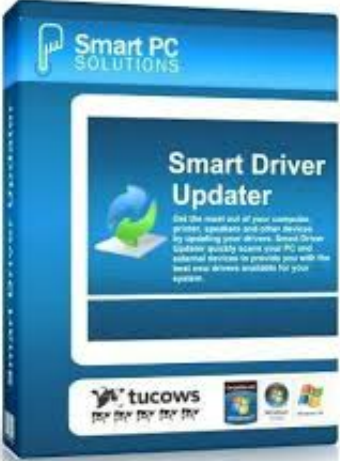 Smart PC
SOLUTIONS
Smart Driver
Updater
Get the most out of your computer,
printer, speakers and other devices
by updating your drivers. Smart Driver
Updater quickly scans your PC and
external devices to provide you with the
best new drivers available for your
system.
tucows